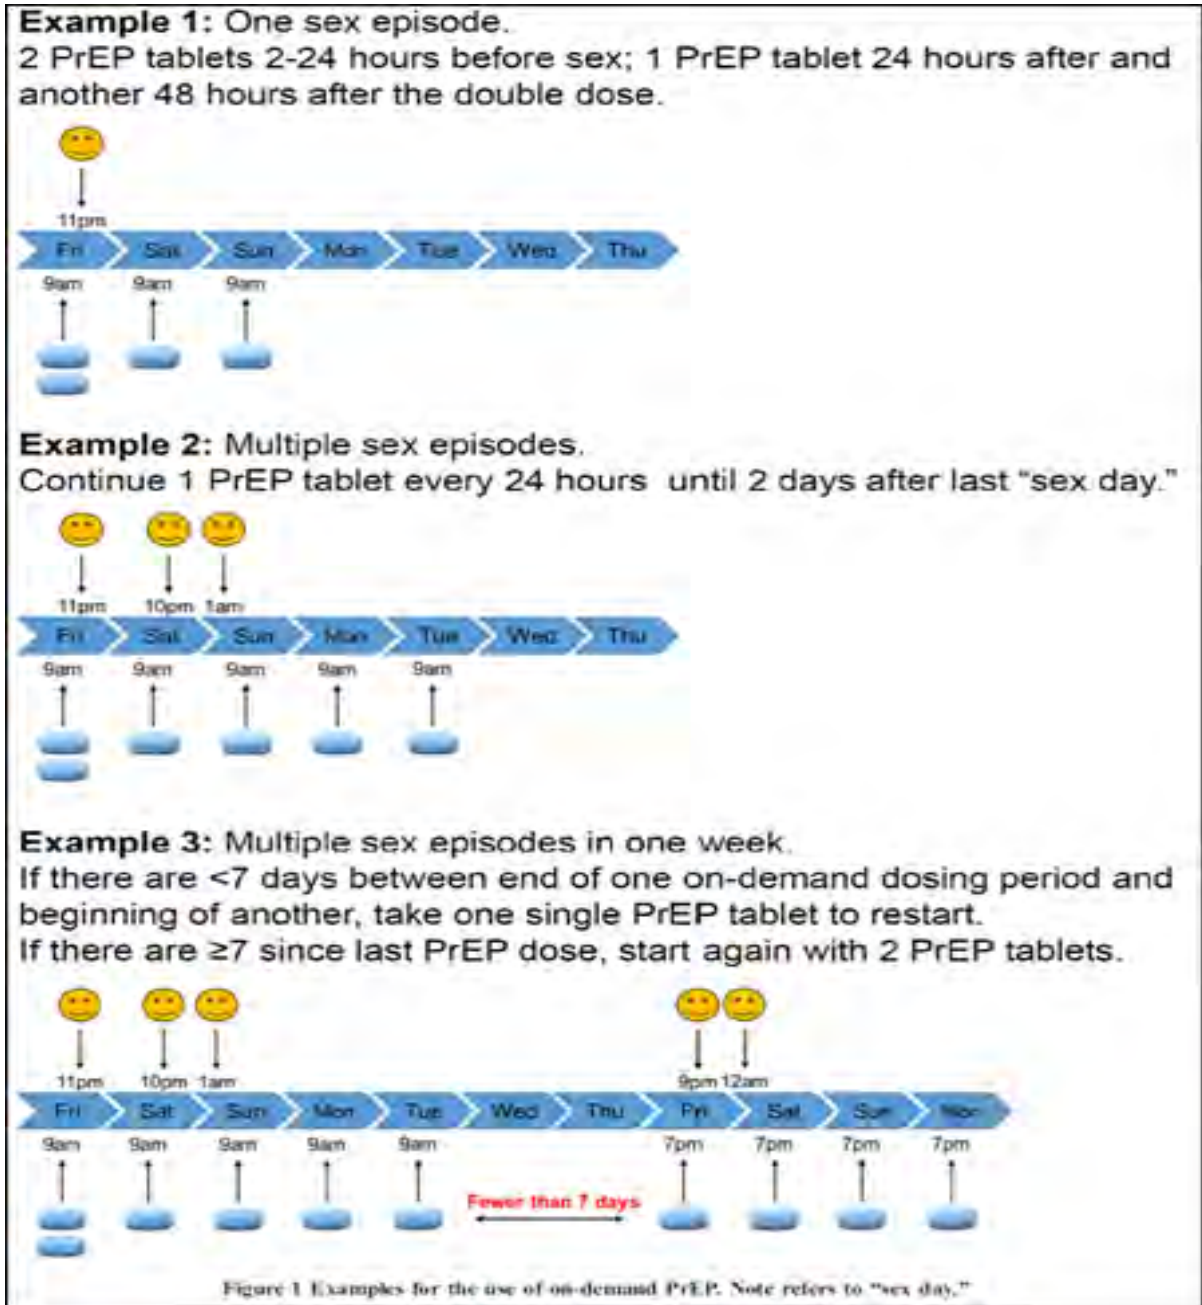 Example 1: One sex episode.
2 PrEP tablets 2-24 hours before sex; 1 PrEP tablet 24 hours after and
another 48 hours after the double dose.
11pm
Fri Sat Sun Mon Tue Wed Thu
9am 9am 9am
Example 2: Multiple sex episodes.
Continue 1 PrEP tablet every 24 hours until 2 days after last “sex day.”
11pm 10pm 1am
Fri Sat Sun Mon Tue Wed Thu
9am 9am 9am 9am 9am
Example 3: Multiple sex episodes in one week.
If there are <7 days between end of one on-demand dosing period and
beginning of another, take one single PrEP tablet to restart.
If there are ≥7 since last PrEP dose, start again with 2 PrEP tablets.
11pm 10pm 1am 9pm 12am
Fri Sat Sun Mon Tue Wed Thu Fri Sat Sun Mon
9am 9am 9am 9am 9am 7pm 7pm 7pm 7pm
Fewer than 7 days
Figure 1 Examples for the use of on-demand PrEP. Note refers to “sex day.”